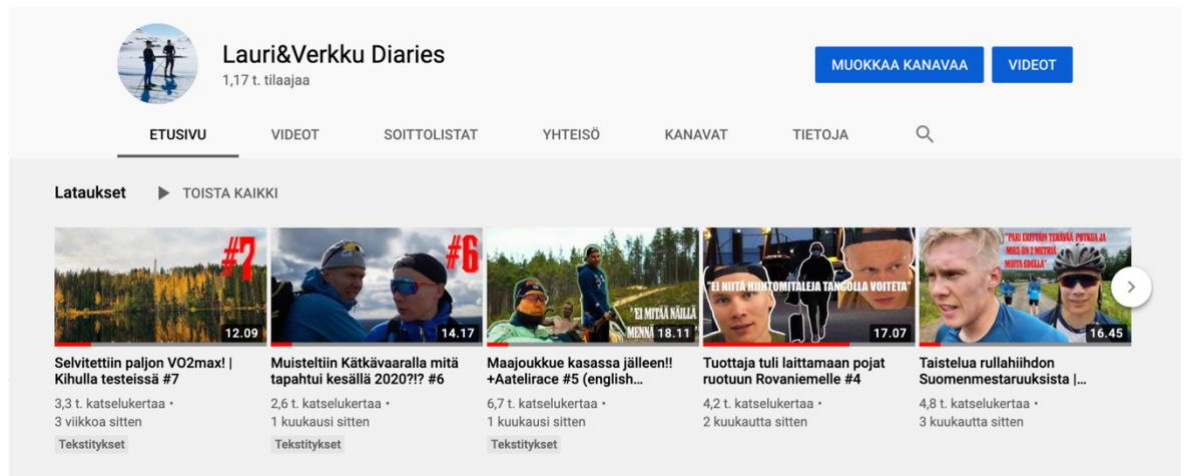 Lauri&Verkku Diaries
1,17 t. tilaajaa
MUOKKAA KANAVAA
VIDEOT
ETUSIVU
VIDEOT
SOITTOLISTAT
YHTEISÖ
KANAVAT
TIETOJA
Lataukset
TOISTA KAIKKI
#7
12.09
#6
14.17
"EI MITÄÄ NÄILLÄ
MENNÄ
18.11
"EI NIITÄ HIIHTOMITALEJA TANGOLLA VOITETA"
17.07
"PARI ERITTÄIN TERÄVÄÄ POTKUA JA
MIES ON 2 METRIÄ
MUITA EDELLÄ"
16.45
Selvitettiin paljon VO2max! |
Kihulla testeissä #7
3,3 t. katselukertaa •
3 viikkoa sitten
Tekstitykset
Muisteltiin Kätkävaaralla mitä
tapahtui kesällä 2020?!? #6
2,6 t. katselukertaa •
1 kuukausi sitten
Tekstitykset
Maajoukkue kasassa jälleen!!
+Aatelirace #5 (english...
6,7 t. katselukertaa •
1 kuukausi sitten
Tekstitykset
Tuottaja tuli laittamaan pojat
ruotuun Rovaniemelle #4
4,2 t. katselukertaa •
2 kuukautta sitten
Taistelua rullahiihdon
Suomenmestaruuksista |...
4,8 t. katselukertaa •
3 kuukautta sitten